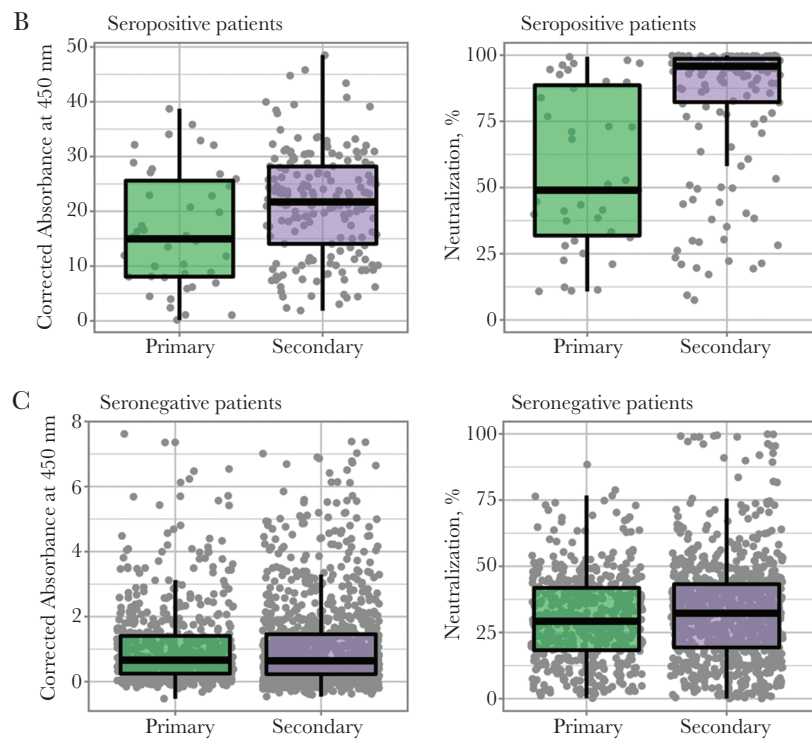 B
Seropositive patients
Corrected Absorbance at 450 nm
50
40
30
20
10
0
Primary
Secondary
Seropositive patients
Neutralization, %
100
75
50
25
0
Primary
Secondary
C
Seronegative patients
Corrected Absorbance at 450 nm
8
6
4
2
0
Primary
Secondary
Seronegative patients
Neutralization, %
100
75
50
25
0
Primary
Secondary